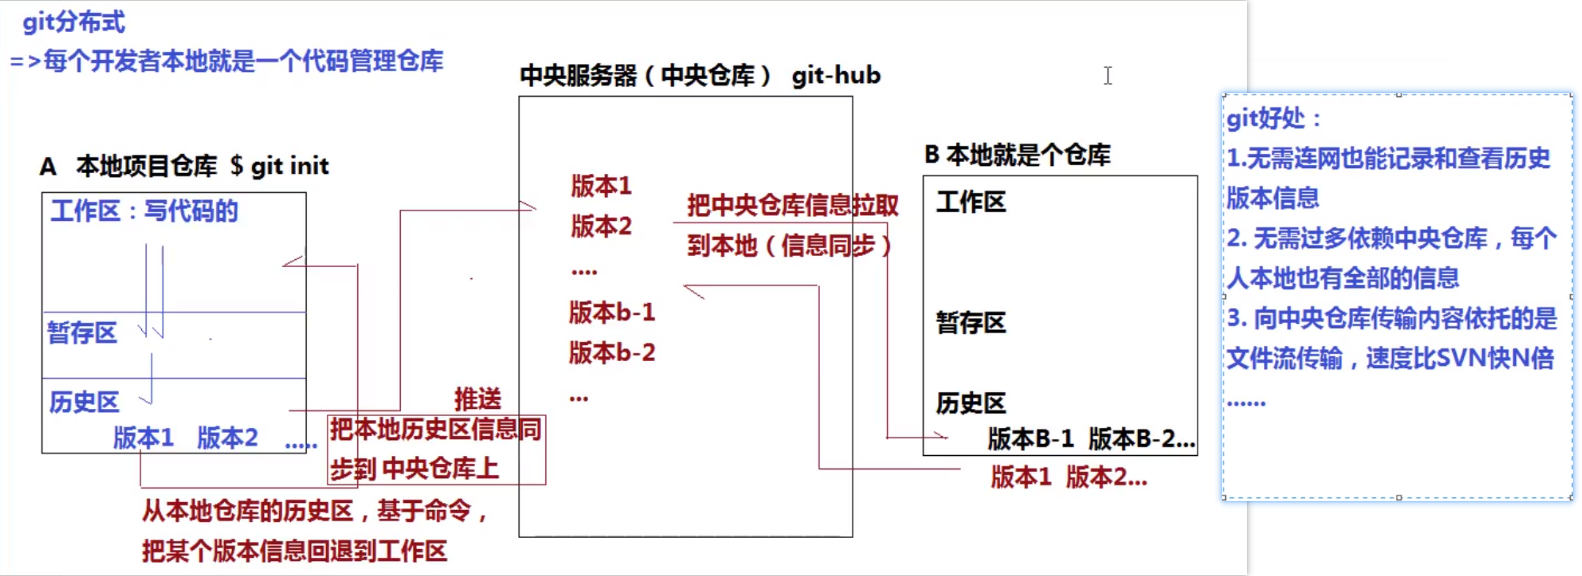 git分布式
=>每个开发者本地就是一个代码管理仓库
中央服务器（中央仓库） git-hub
A 本地项目仓库 $ git init
工作区：写代码的
暂存区
历史区
版本1 版本2 .....
推送
把本地历史区信息同
步到 中央仓库上
从本地仓库的历史区，基于命令，
把某个版本信息回退到工作区
版本1
版本2
....
版本b-1
版本b-2
...
把中央仓库信息拉取
到本地（信息同步）
B 本地就是个仓库
工作区
暂存区
历史区
版本B-1 版本B-2...
版本1 版本2...
git好处：
1.无需连网也能记录和查看历史
版本信息
2. 无需过多依赖中央仓库，每个
人本地也有全部的信息
3. 向中央仓库传输内容依托的是
文件流传输，速度比SVN快N倍
......